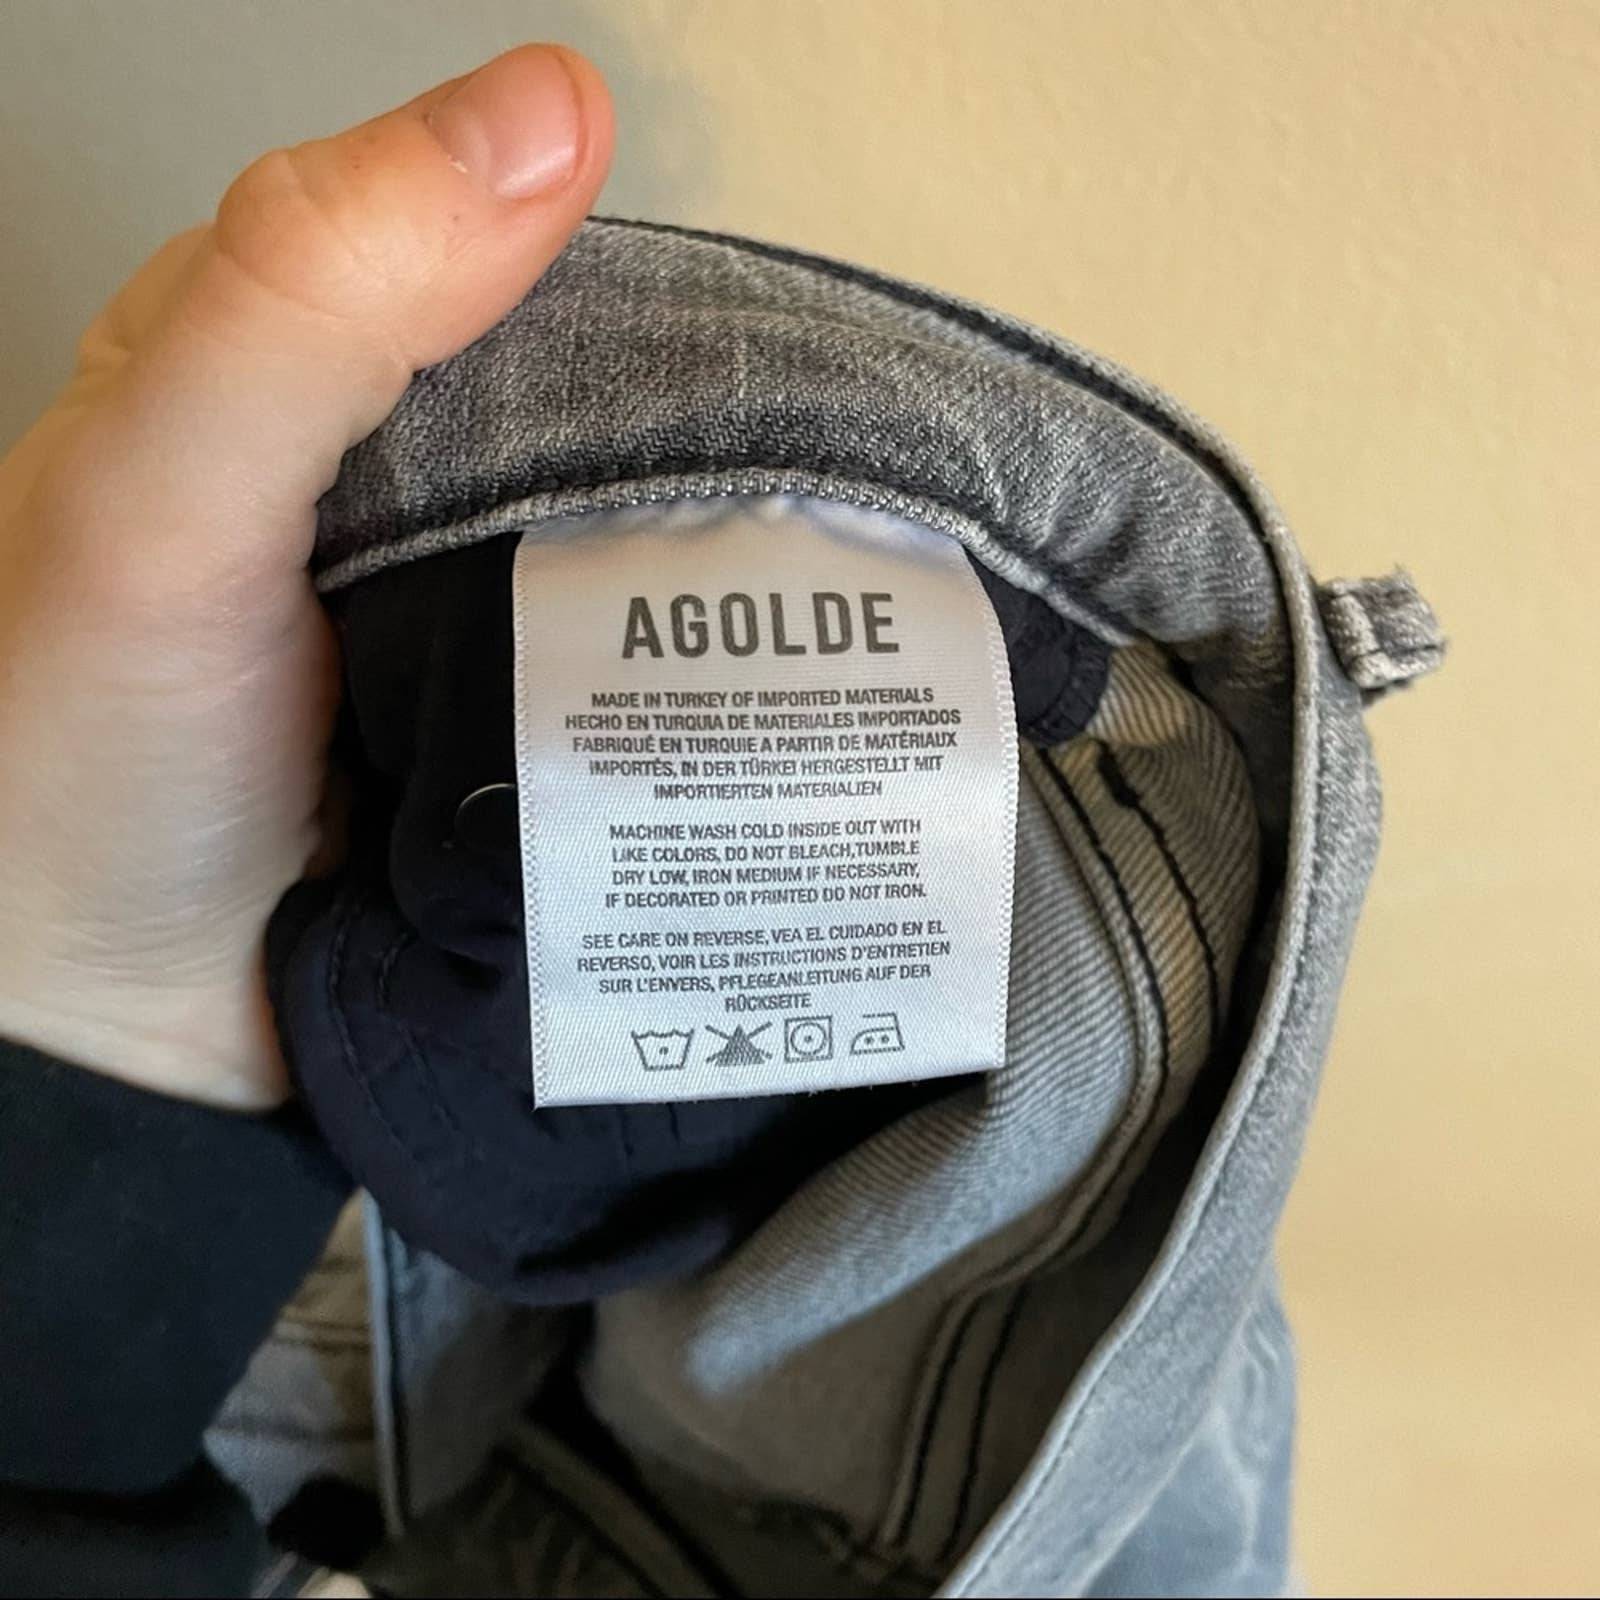 AGOLDE
MADE IN TURKEY OF IMPORTED MATERIALS
HECHO EN TURQUIA DE MATERIALES IMPORTADOS
FABRIQUÉ EN TURQUIE A PARTIR DE MATÉRIAUX
IMPORTÉS, IN DER TÜRKEI HERGESTELLT MIT
IMPORTIERTEN MATERIALIEN
MACHINE WASH COLD INSIDE OUT WITH
LIKE COLORS, DO NOT BLEACH,TUMBLE
DRY LOW, IRON MEDIUM IF NECESSARY,
IF DECORATED OR PRINTED DO NOT IRON.
SEE CARE ON REVERSE, VEA EL CUIDADO EN EL
REVERSO, VOIR LES INSTRUCTIONS D'ENTRETIEN
SUR L'ENVERS, PFLEGEANLEITUNG AUF DER
RÜCKSEITE